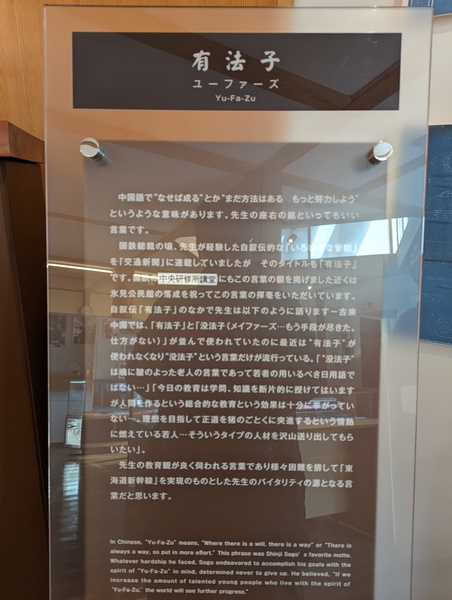 有法子
ユーファーズ
Yu-Fa-Zu
中国語で"なせば成る"とか"まだ方法はある もっと努力しよう"
というような意味があります。先生の座右の銘といってもいい
言葉です。
国鉄総裁の頃、先生が経験した自叙伝的な「いろいろな
を「交通新聞」に連載していましたが そのタイトルも「有法子」
です。国鉄の中央研修所講堂にもこの言葉の額を掲げました近くは
氷見公民館の落成を祝ってこの言葉の揮毫をいただいています。
自叙伝「有法子」のなかで先生は以下のように語ります一古来
中国では、「有法子」と「没法子(メイファーズ…もう手段が尽きた、
仕方がない)」が並んで使われていたのに最近は"有法子"が
使われなくなり"没法子"という言葉だけが流行っている。「"没法子"
は魂に皺のよった老人の言葉であって若者の用いるべき日用語で
はない…」「今日の教育は学問、知識を断片的に授けてはいます
が人間を作るという総合的な教育という効果は十分に挙がってい
ない…。理想を目指して正道を猪のごとくに突進するという情熱
に燃えている若人…そういうタイプの人材を沢山送り出してもら
いたい」。
先生の教育観が良く伺われる言葉であり様々困難を排して「東
海道新幹線」を実現のものとした先生のバイタリティの源となる言
葉だと思います。
In Chinese, "Yu-Fa-Zu" means, "Where there is a will, there is a way" or "There is
always a way, so put in more effort." This phrase was Shinji Sogo's favorite motto.
Whatever hardship he faced, Sogo endeavored to accomplish his goals with the
spirit of "Yu-Fa-Zu" in mind, determined never to give up. He believed, "If we
increase the amount of talented young people who live with the spirit of
"Yu-Fa-Zu," the world will see further progress."